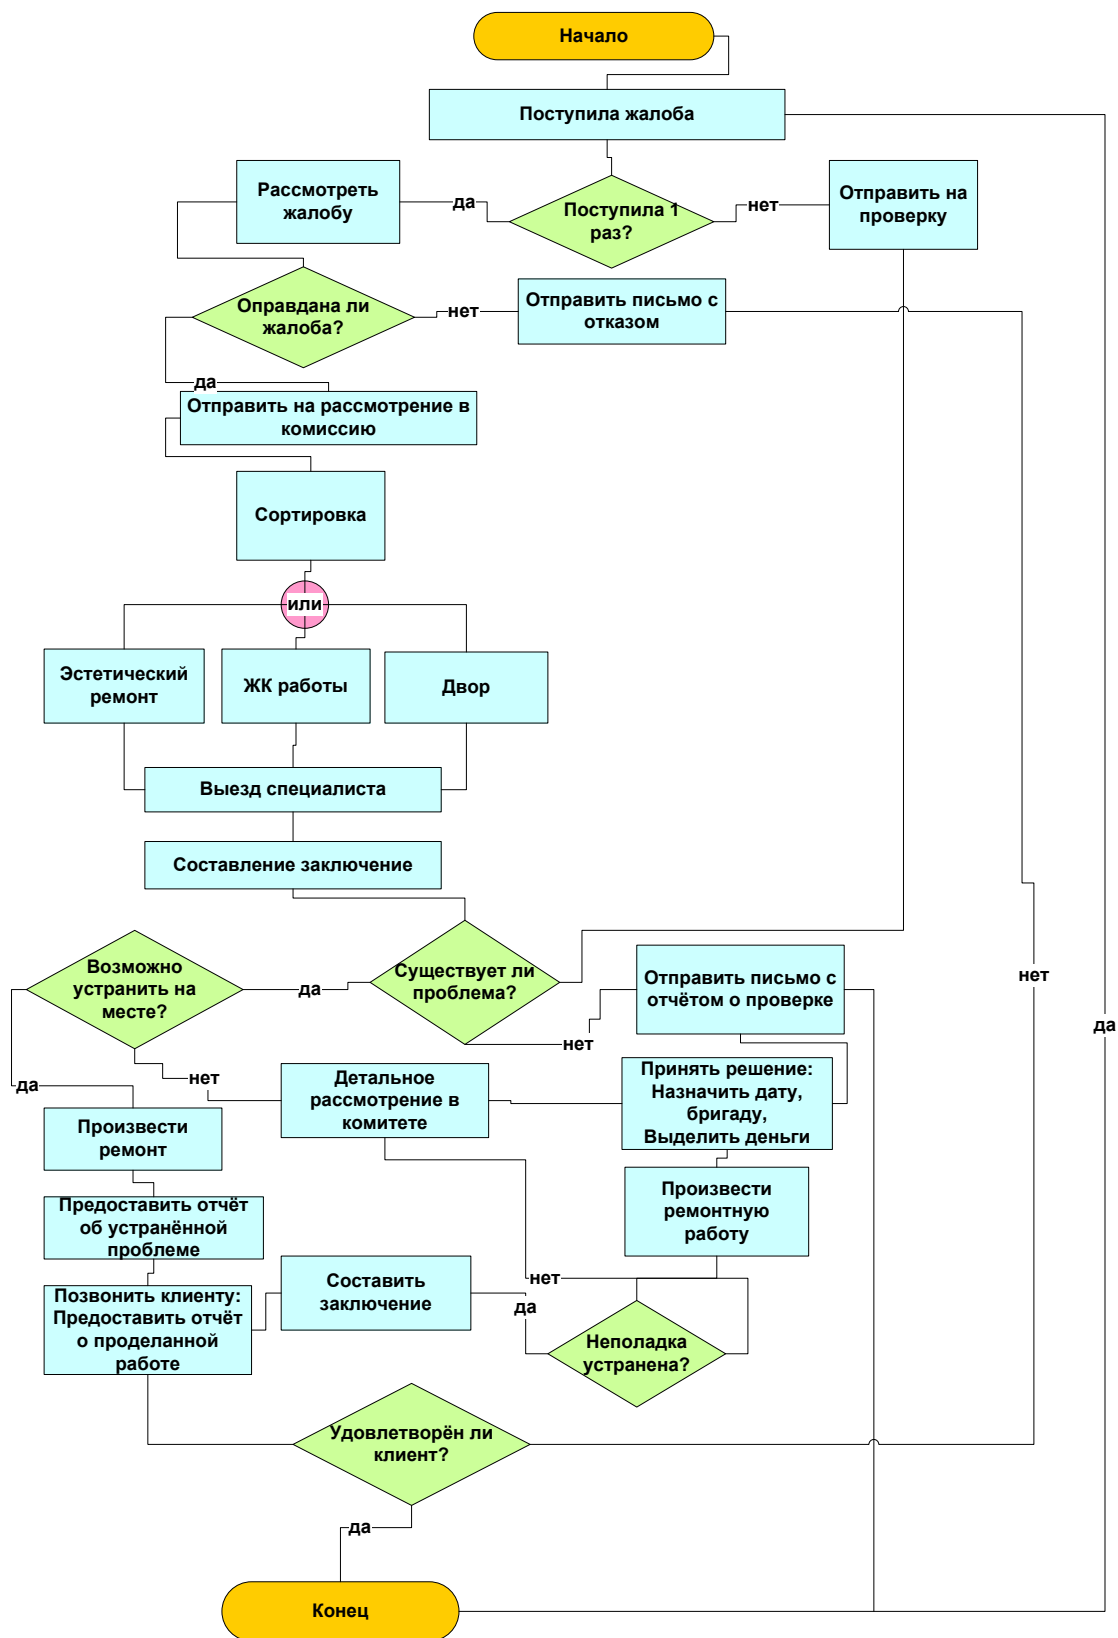 Начало
Поступила жалоба
Рассмотреть
жалобу
да
Поступила 1
раз?
нет
Отправить на
проверку
Оправдана ли
жалоба?
нет
Отправить письмо с
отказом
да
Отправить на рассмотрение в
комиссию
Сортировка
или
Эстетический
ремонт
ЖК работы
Двор
Выезд специалиста
Составление заключение
Возможно
устранить на
месте?
да
Существует ли
проблема?
нет
Отправить письмо с
отчётом о проверке
нет
да
да
нет
Детальное
рассмотрение в
комитете
Принять решение:
Назначить дату,
бригаду,
Выделить деньги
Произвести
ремонт
Произвести
ремонтную
работу
Предоставить отчёт
об устранённой
проблеме
Позвонить клиенту:
Предоставить отчёт
о проделанной
работе
Составить
заключение
нет
да
Неполадка
устранена?
Удовлетворён ли
клиент?
да
Конец